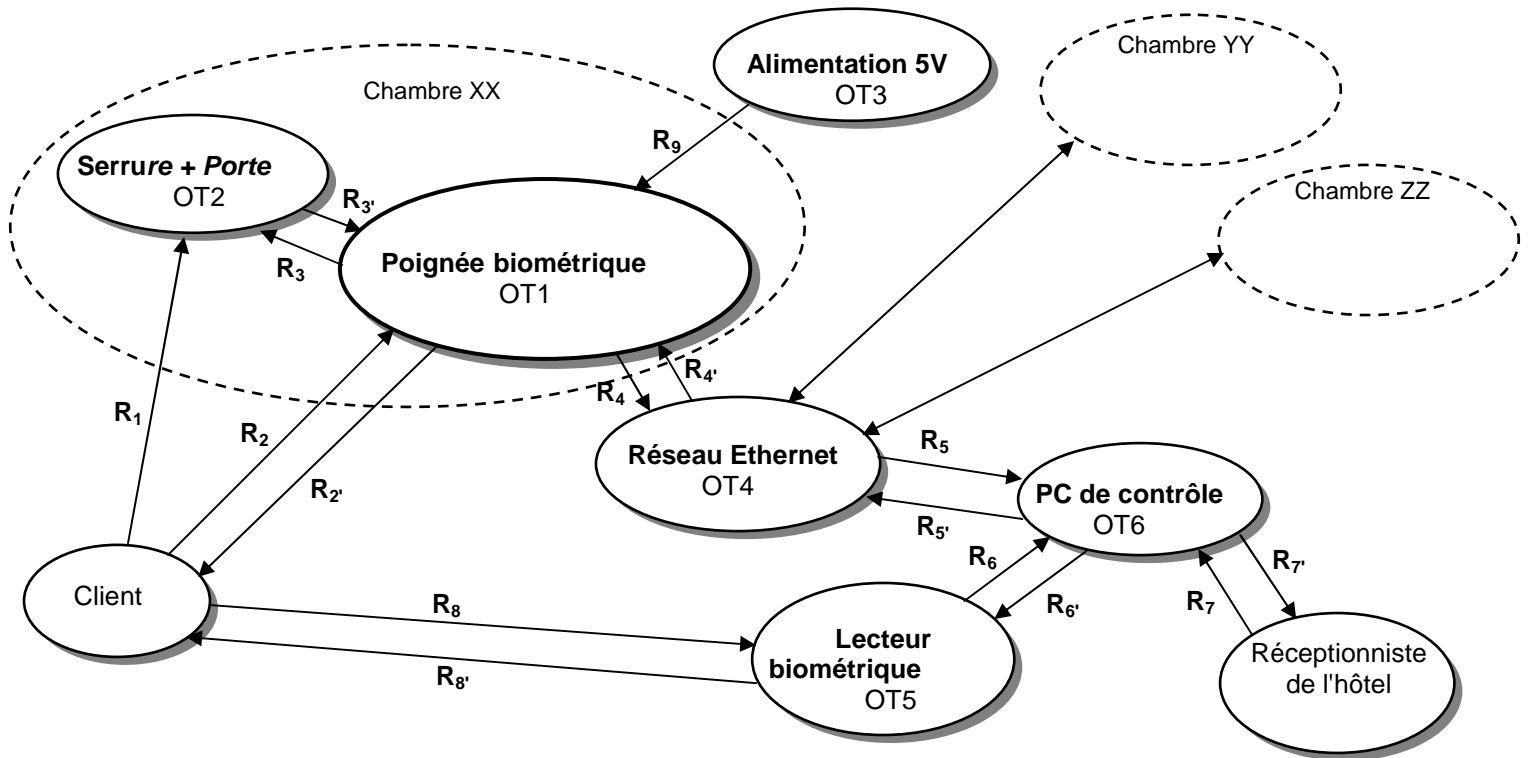 Alimentation 5V
OT3
Chambre YY
Chambre XX
R9
Serrure + Porte
OT2
R3'
R3
Chambre ZZ
Poignée biométrique
OT1
R4'
R4
R1
R2
R2'
Réseau Ethernet
OT4
R5
R5'
PC de contrôle
OT6
R6
R6'
R7'
R7
Client
R8
R8'
Lecteur
biométrique
OT5
Réceptionniste
de l'hôtel